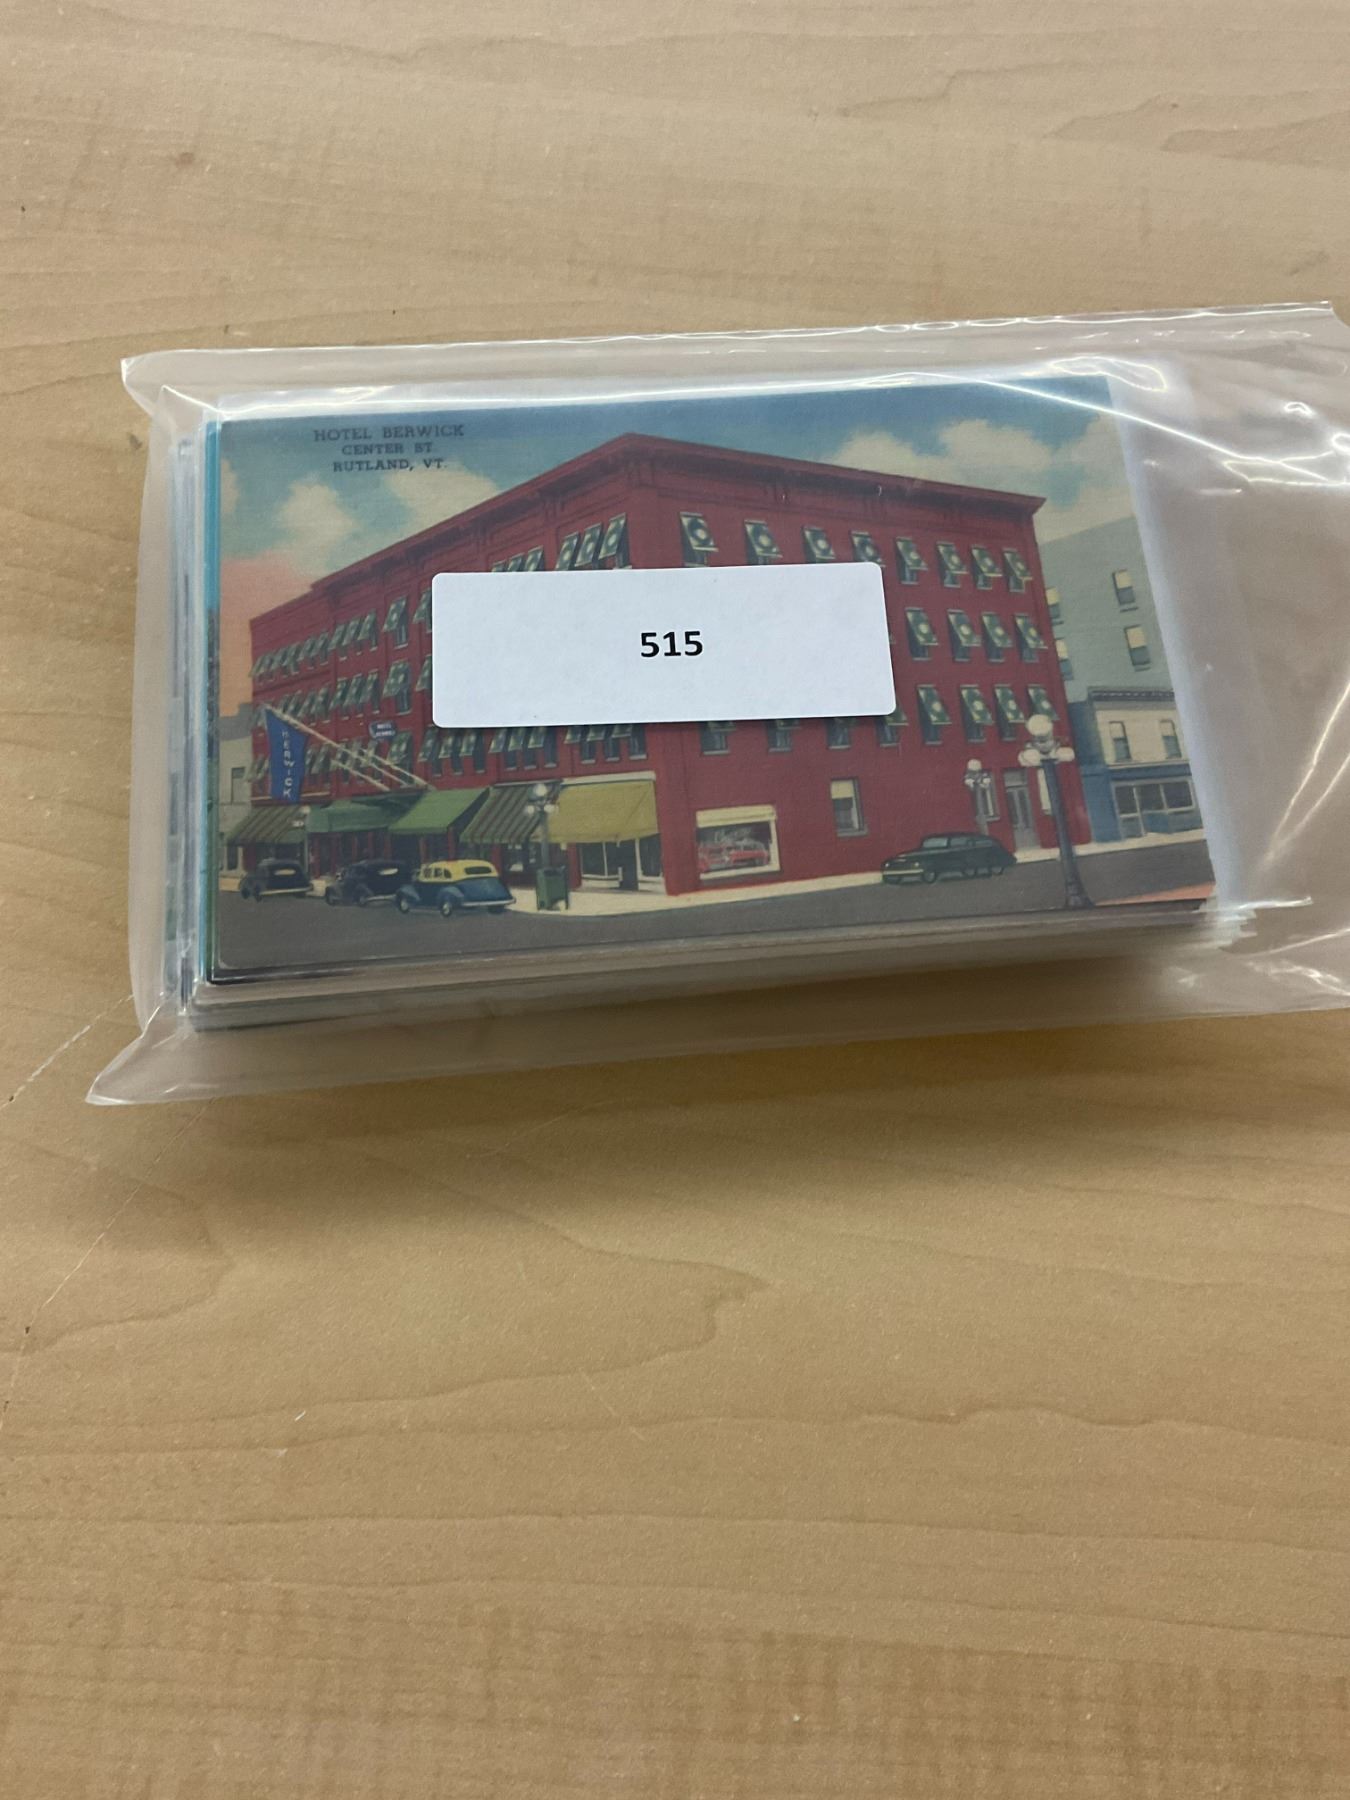 HOTEL BERWICK
CENTER ST.
RUTLAND, VT.
515
BERWICK